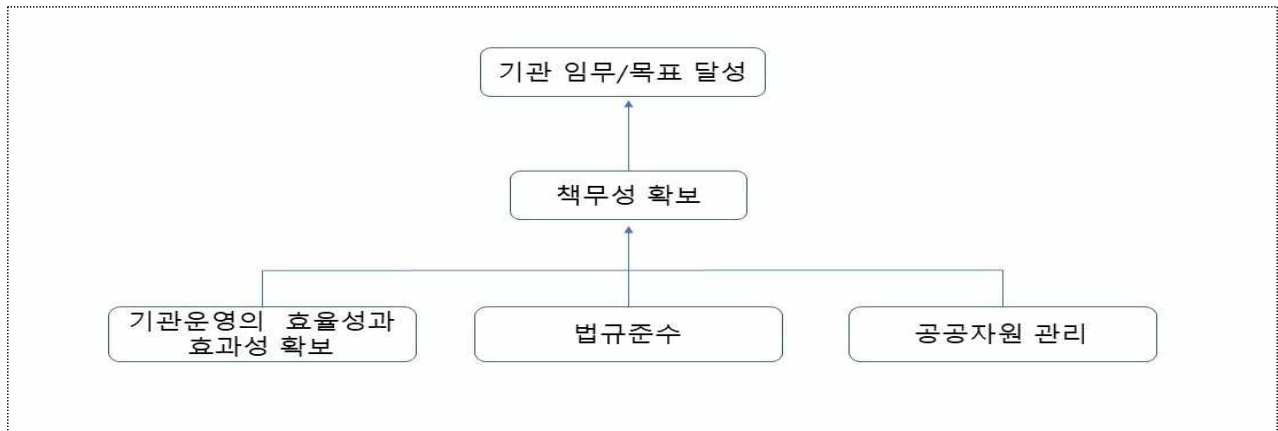 기관 임무/목표 달성
책무성 확보
기관운영의 효율성과
효과성 확보
법규준수
공공자원 관리